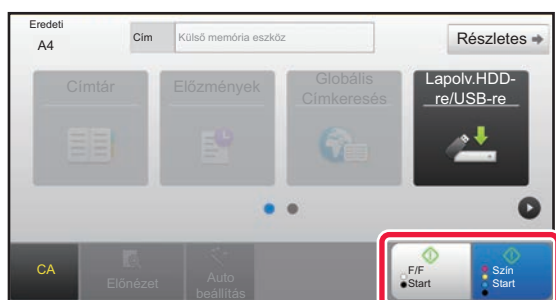 Eredeti
A4
Cím
Külső memória eszköz
Részletes
Címtár
Előzmények
Globális
Címkeresés
Lapolv.HDD-
re/USB-re
CA
Előnézet
Auto
beállítás
F/F
Start
Szín
Start